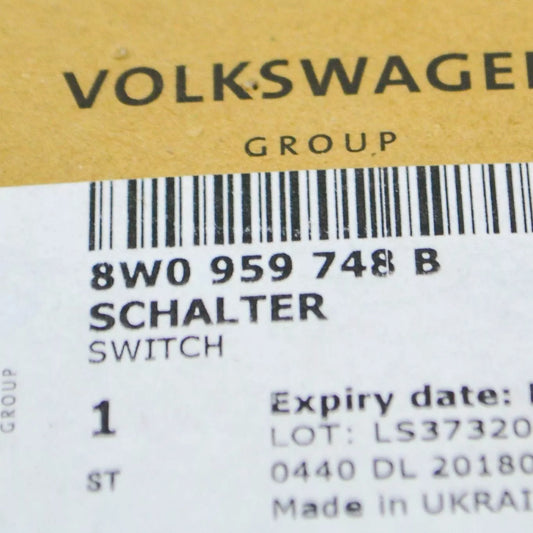 VOLKSWAGE
GROUP
8W0 959 748 B
SCHALTER
SWITCH
GROUP
1
Expiry date:
LOT: LS37320
ST
0440 DL 20180
Made in UKRAI